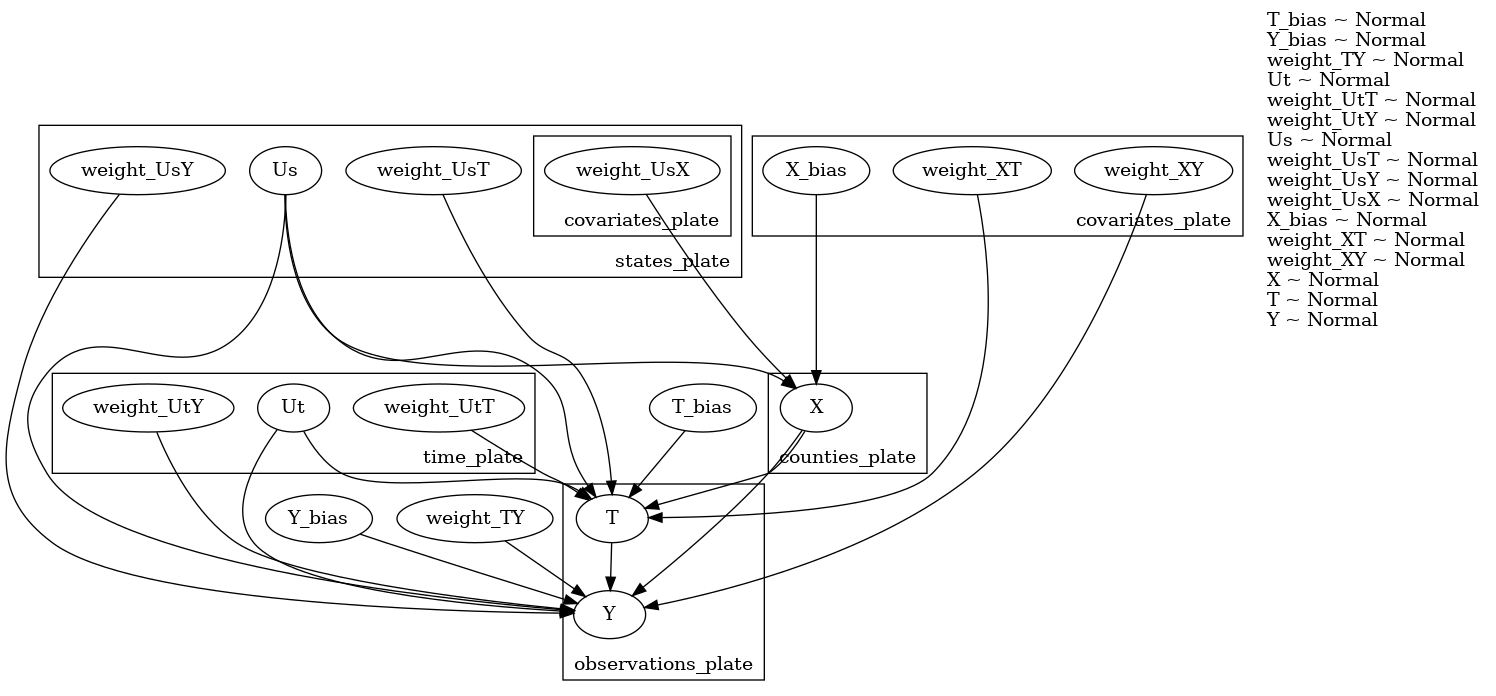 T_bias ~ Normal
Y_bias ~ Normal
weight_TY ~ Normal
Ut ~ Normal
weight_UtT ~ Normal
weight_UtY ~ Normal
Us ~ Normal
weight_UsT ~ Normal
weight_UsY ~ Normal
weight_UsX ~ Normal
X_bias ~ Normal
weight_XT ~ Normal
weight_XY ~ Normal
X ~ Normal
T ~ Normal
Y ~ Normal
weight_UsY
Us
weight_UsT
weight_UsX
X_bias
weight_XT
weight_XY
covariates_plate
covariates_plate
states_plate
weight_UtY
Ut
weight_UtT
T_bias
X
time_plate
counties_plate
Y_bias
weight_TY
T
Y
observations_plate